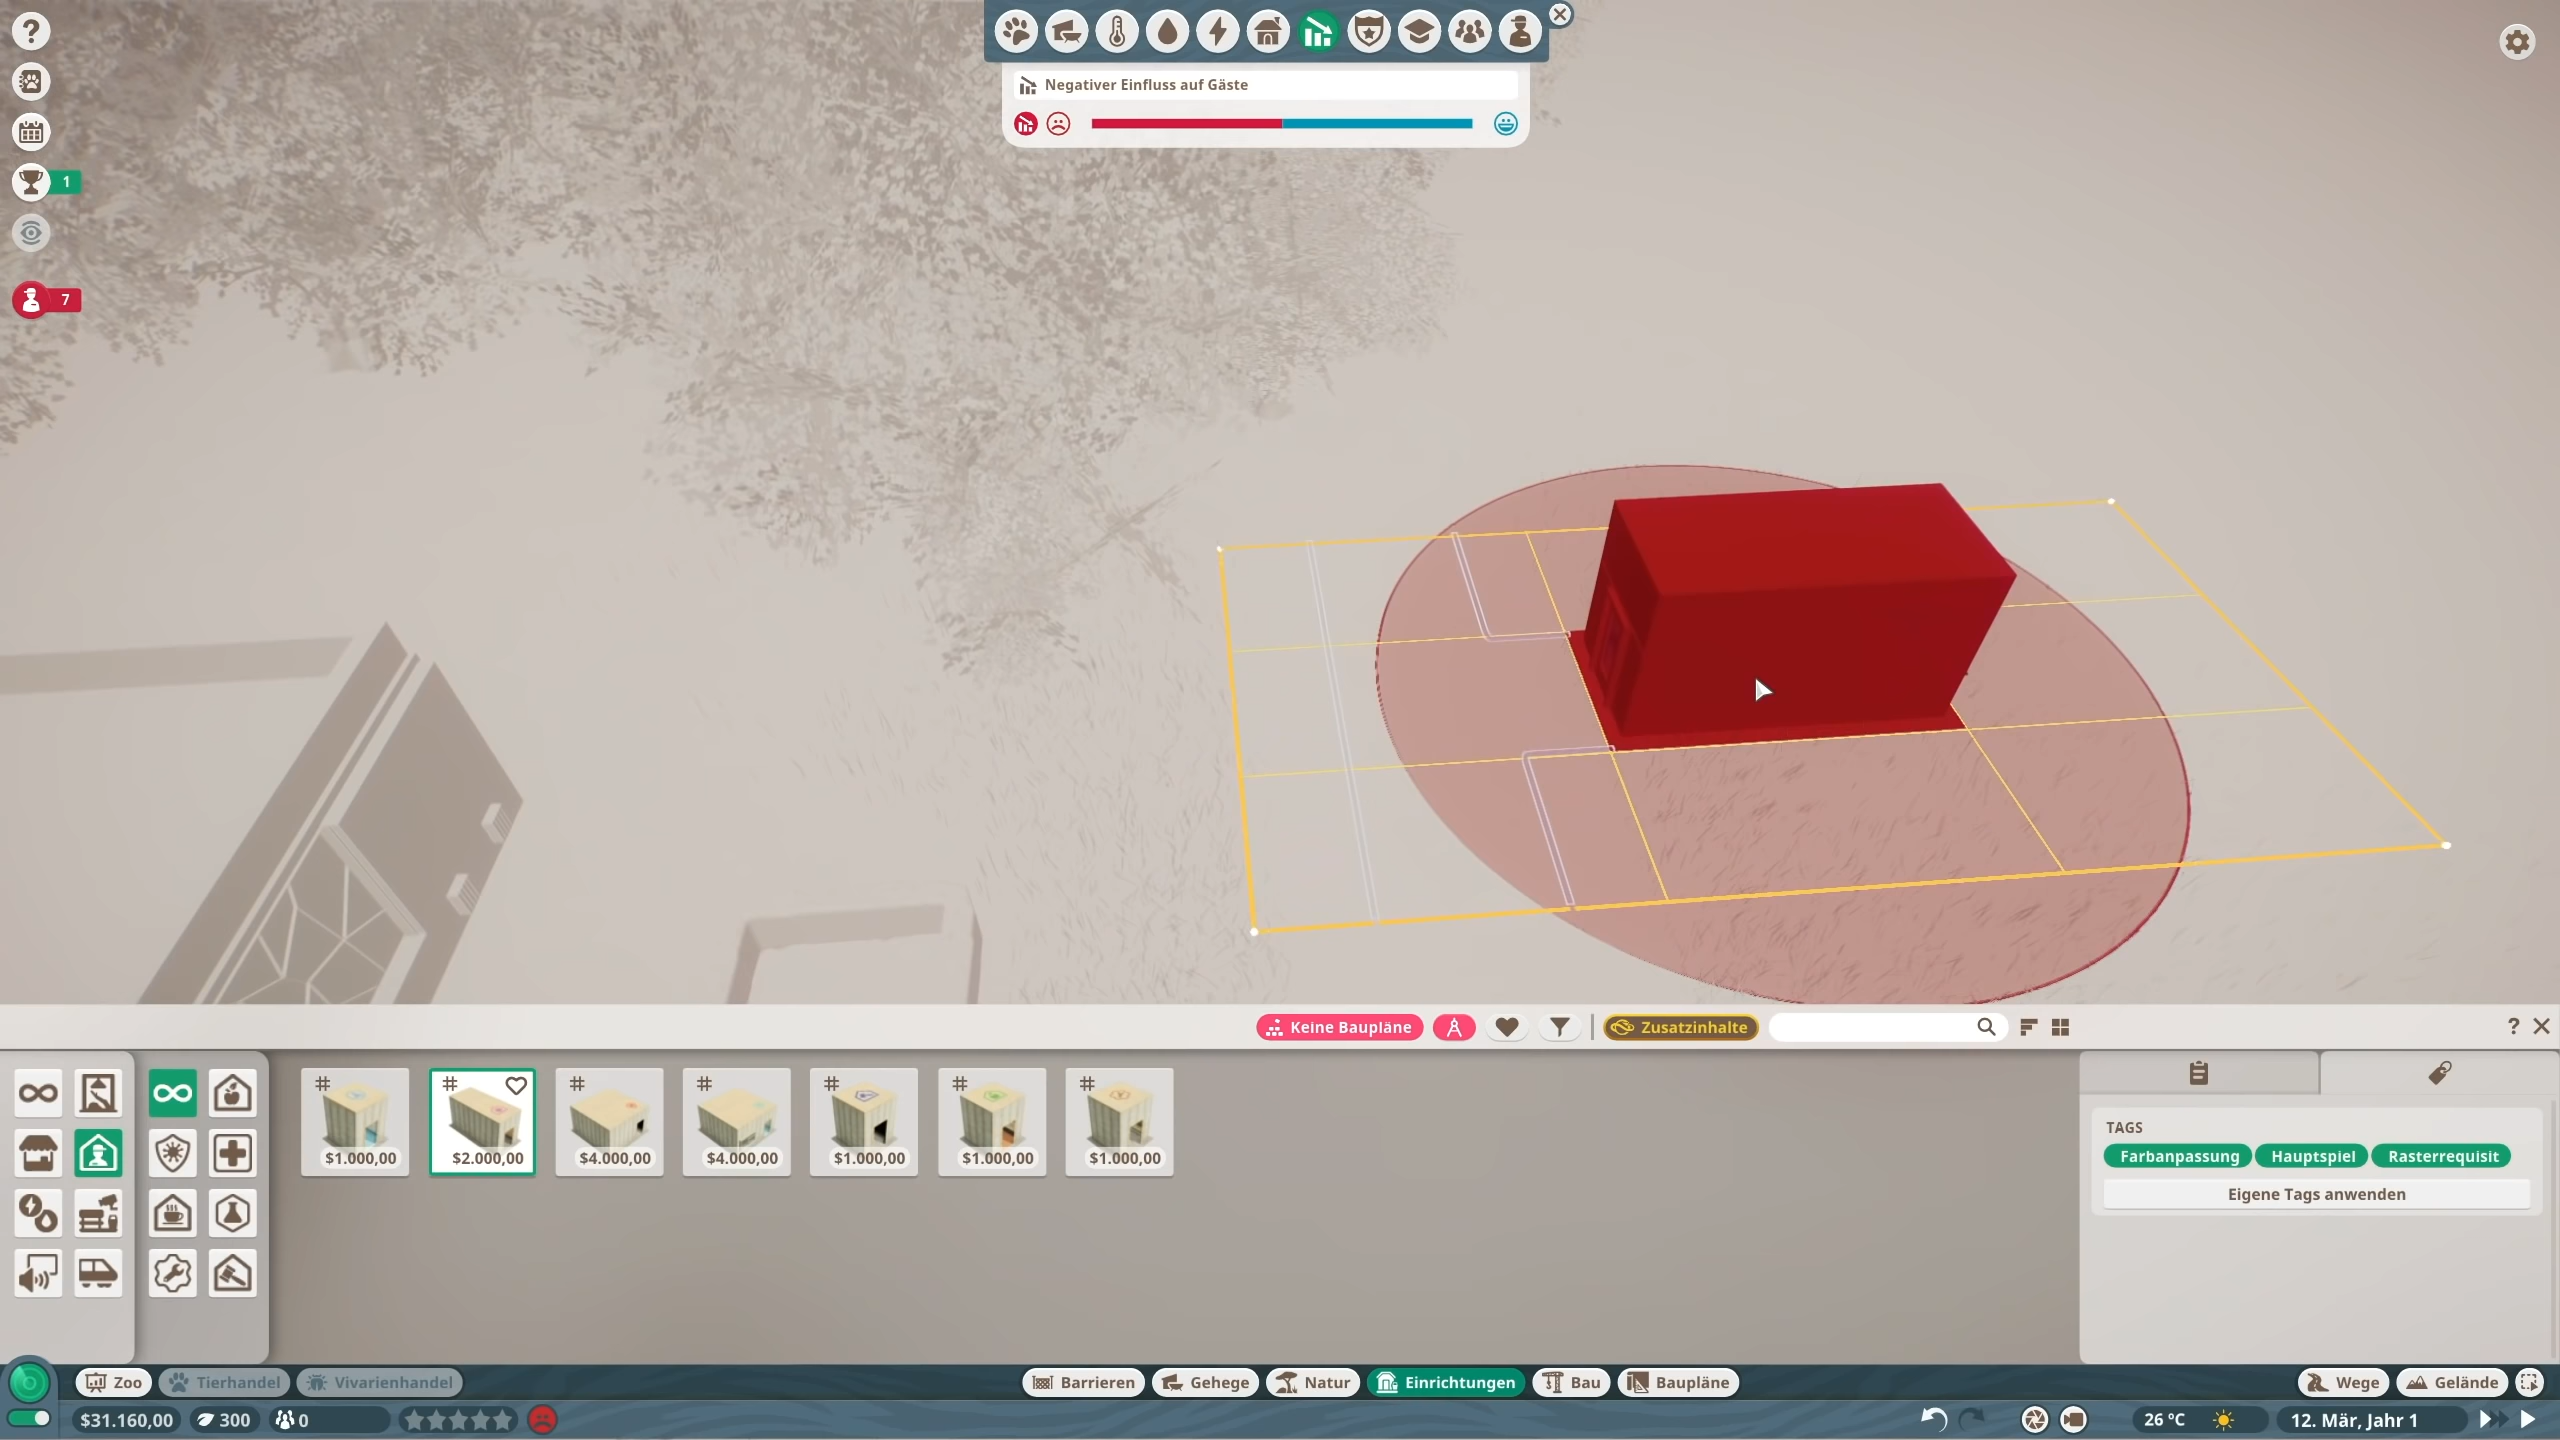 Negativer Einfluss auf Gäste
1
7
Keine Baupläne
Zusatzinhalte
?
$1.000,00
$2.000,00
$4.000,00
$4.000,00
$1.000,00
$1.000,00
$1.000,00
TAGS
Farbanpassung
Hauptspiel
Rasterrequisit
Eigene Tags anwenden
Zoo
Tierhandel
Vivarienhandel
Barrieren
Gehege
Natur
Einrichtungen
Bau
Baupläne
Wege
Gelände
$31.160,00
300
0
26 °C
12. Mär, Jahr 1